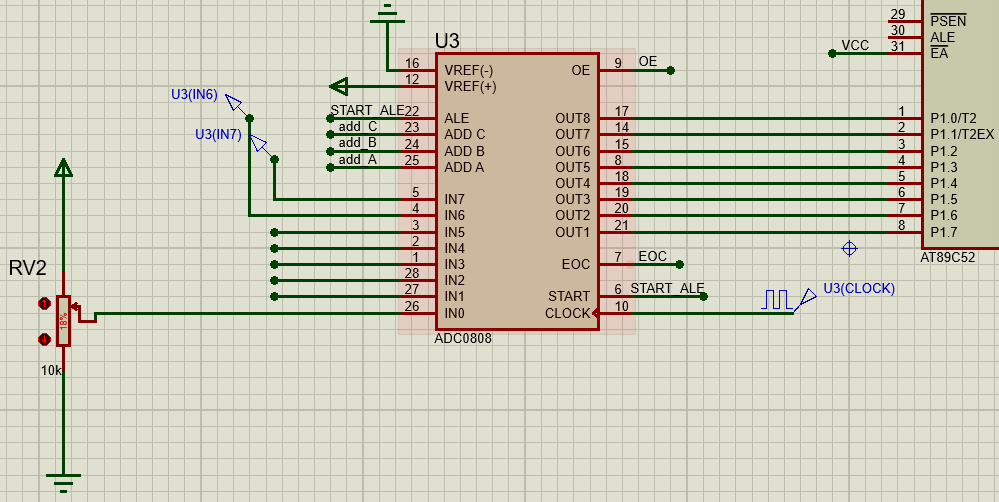 U3
16 VREF(-)
12 VREF(+)
START_ALE 22 ALE
add_C 23 ADD C
add_B 24 ADD B
add_A 25 ADD A
5 IN7
4 IN6
3 IN5
2 IN4
1 IN3
28 IN2
27 IN1
26 IN0
OE 9 OE
OUT8 17
OUT7 14
OUT6 15
OUT5 8
OUT4 18
OUT3 19
OUT2 20
OUT1 21
EOC 7 EOC
START 6 START_ALE
CLOCK 10
ADC0808
U3(IN6)
U3(IN7)
U3(CLOCK)
RV2
18%
10k
29 PSEN
30 ALE
VCC 31 EA
1 P1.0/T2
2 P1.1/T2EX
3 P1.2
4 P1.3
5 P1.4
6 P1.5
7 P1.6
8 P1.7
AT89C52